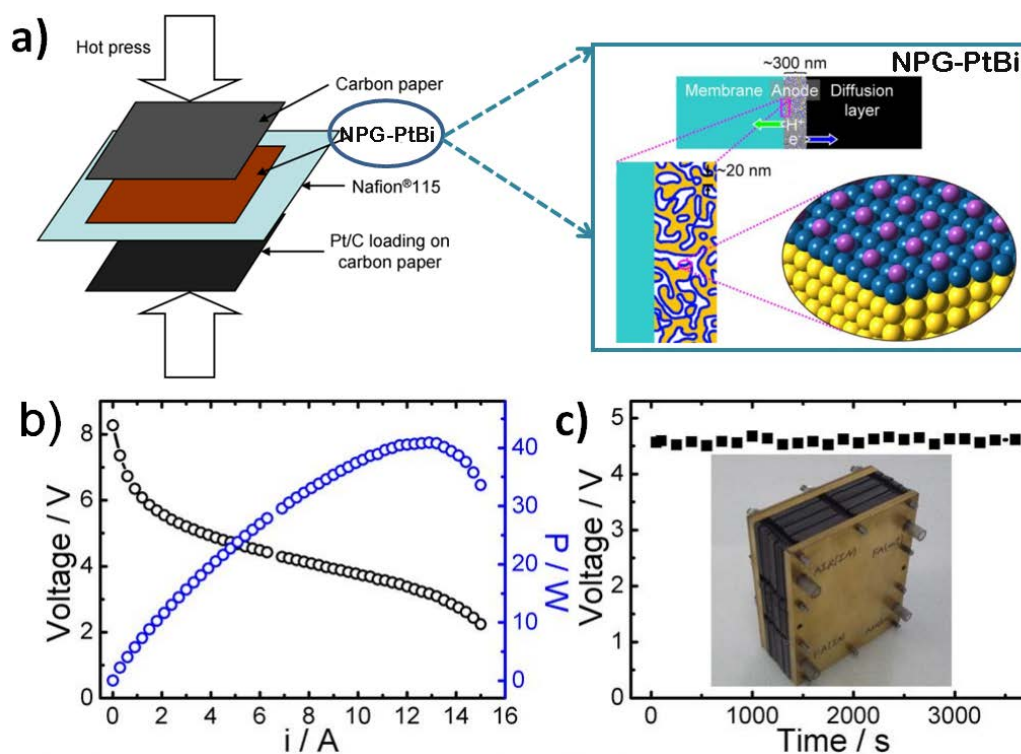 a)
Hot press
Carbon paper
NPG-PtBi
Nafion®115
Pt/C loading on
carbon paper
NPG-PtBi
~300 nm
Membrane
Anode
Diffusion
layer
H⁺
e⁻
~20 nm
b)
Voltage / V
8
6
4
2
0
P / W
40
30
20
10
0
0 2 4 6 8 10 12 14 16
i / A
c)
Voltage / V
5
4
3
2
1
0
0 1000 2000 3000
Time / s